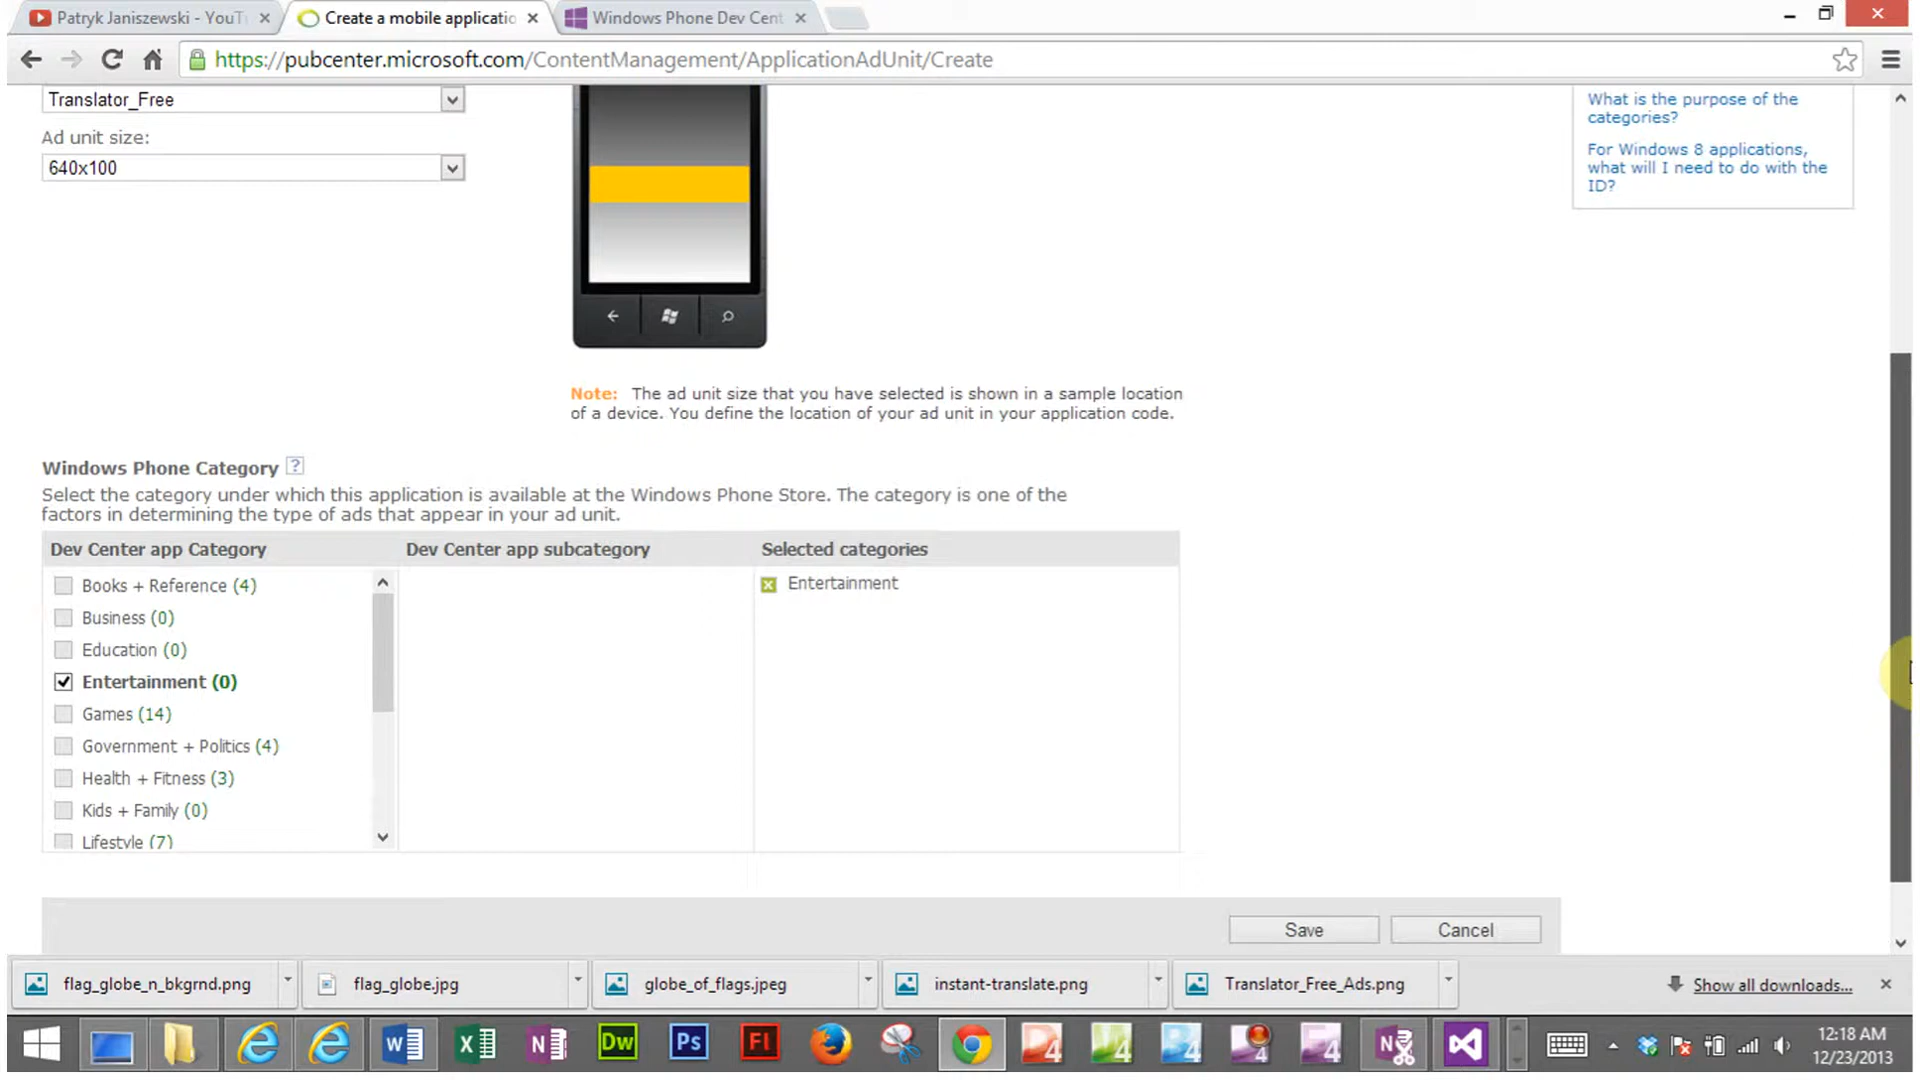 Patryk Janiszewski - YouT
Create a mobile applicatio
Windows Phone Dev Cent
https://pubcenter.microsoft.com/ContentManagement/ApplicationAdUnit/Create
Translator_Free
Ad unit size:
640x100
What is the purpose of the
categories?
For Windows 8 applications,
what will I need to do with the
ID?
Note: The ad unit size that you have selected is shown in a sample location
of a device. You define the location of your ad unit in your application code.
Windows Phone Category ?
Select the category under which this application is available at the Windows Phone Store. The category is one of the
factors in determining the type of ads that appear in your ad unit.
Dev Center app Category
Dev Center app subcategory
Selected categories
Books + Reference (4)
Business (0)
Education (0)
Entertainment (0)
Games (14)
Government + Politics (4)
Health + Fitness (3)
Kids + Family (0)
Lifestyle (7)
Entertainment
Save
Cancel
flag_globe_n_bkgrnd.png
flag_globe.jpg
globe_of_flags.jpeg
instant-translate.png
Translator_Free_Ads.png
Show all downloads...
Dw
Ps
Fl
12:18 AM
12/23/2013